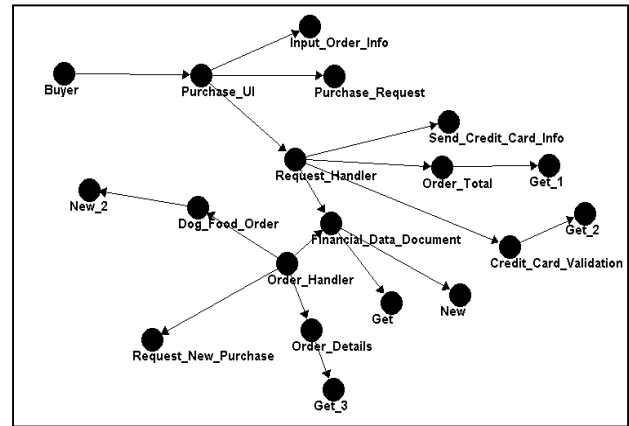 Input_Order_Info
Buyer
Purchase_UI
Purchase_Request
Send_Credit_Card_Info
Request_Handler
Order_Total
Get_1
New_2
Dog_Food_Order
Financial_Data_Document
Get_2
Credit_Card_Validation
Order_Handler
Get
New
Request_New_Purchase
Order_Details
Get_3